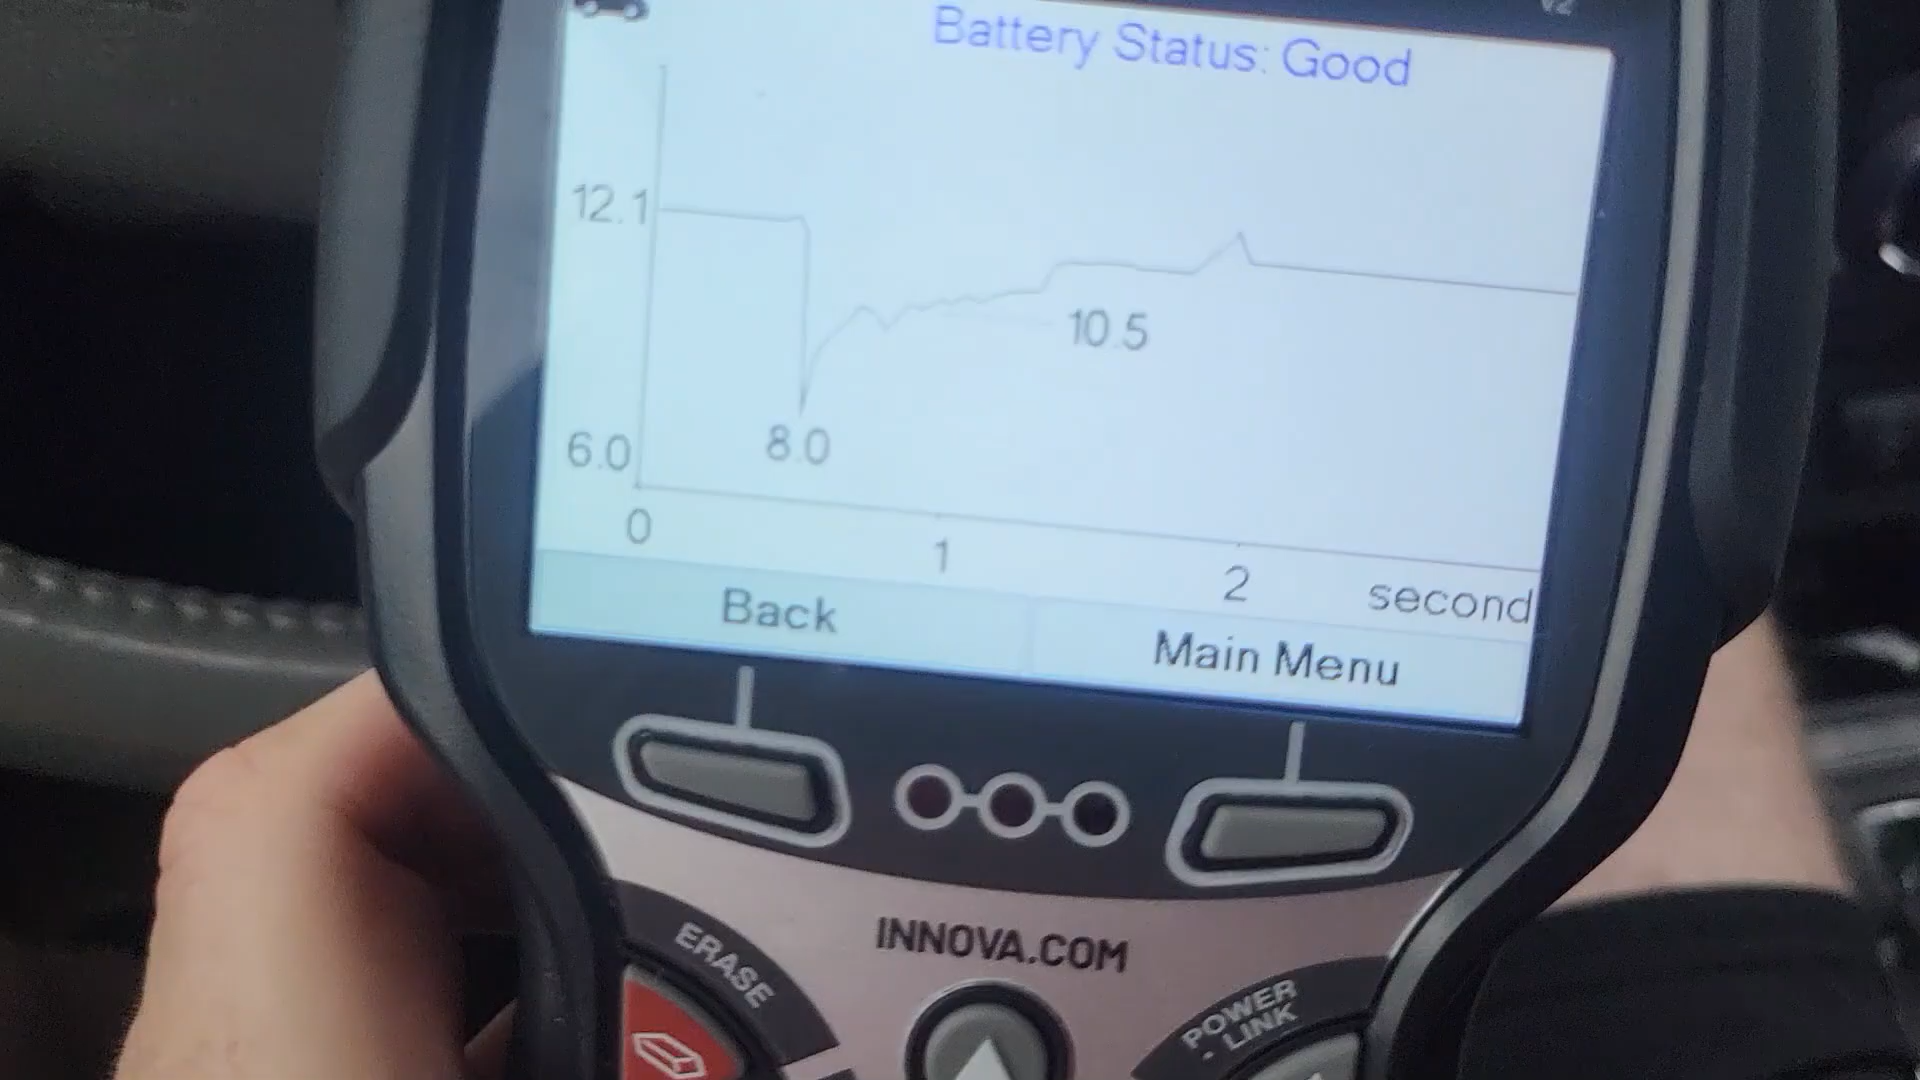 V2
Battery Status: Good
12.1
10.5
8.0
6.0
0
1
2
second
Back
Main Menu
INNOVA.COM
ERASE
POWER
- LINK